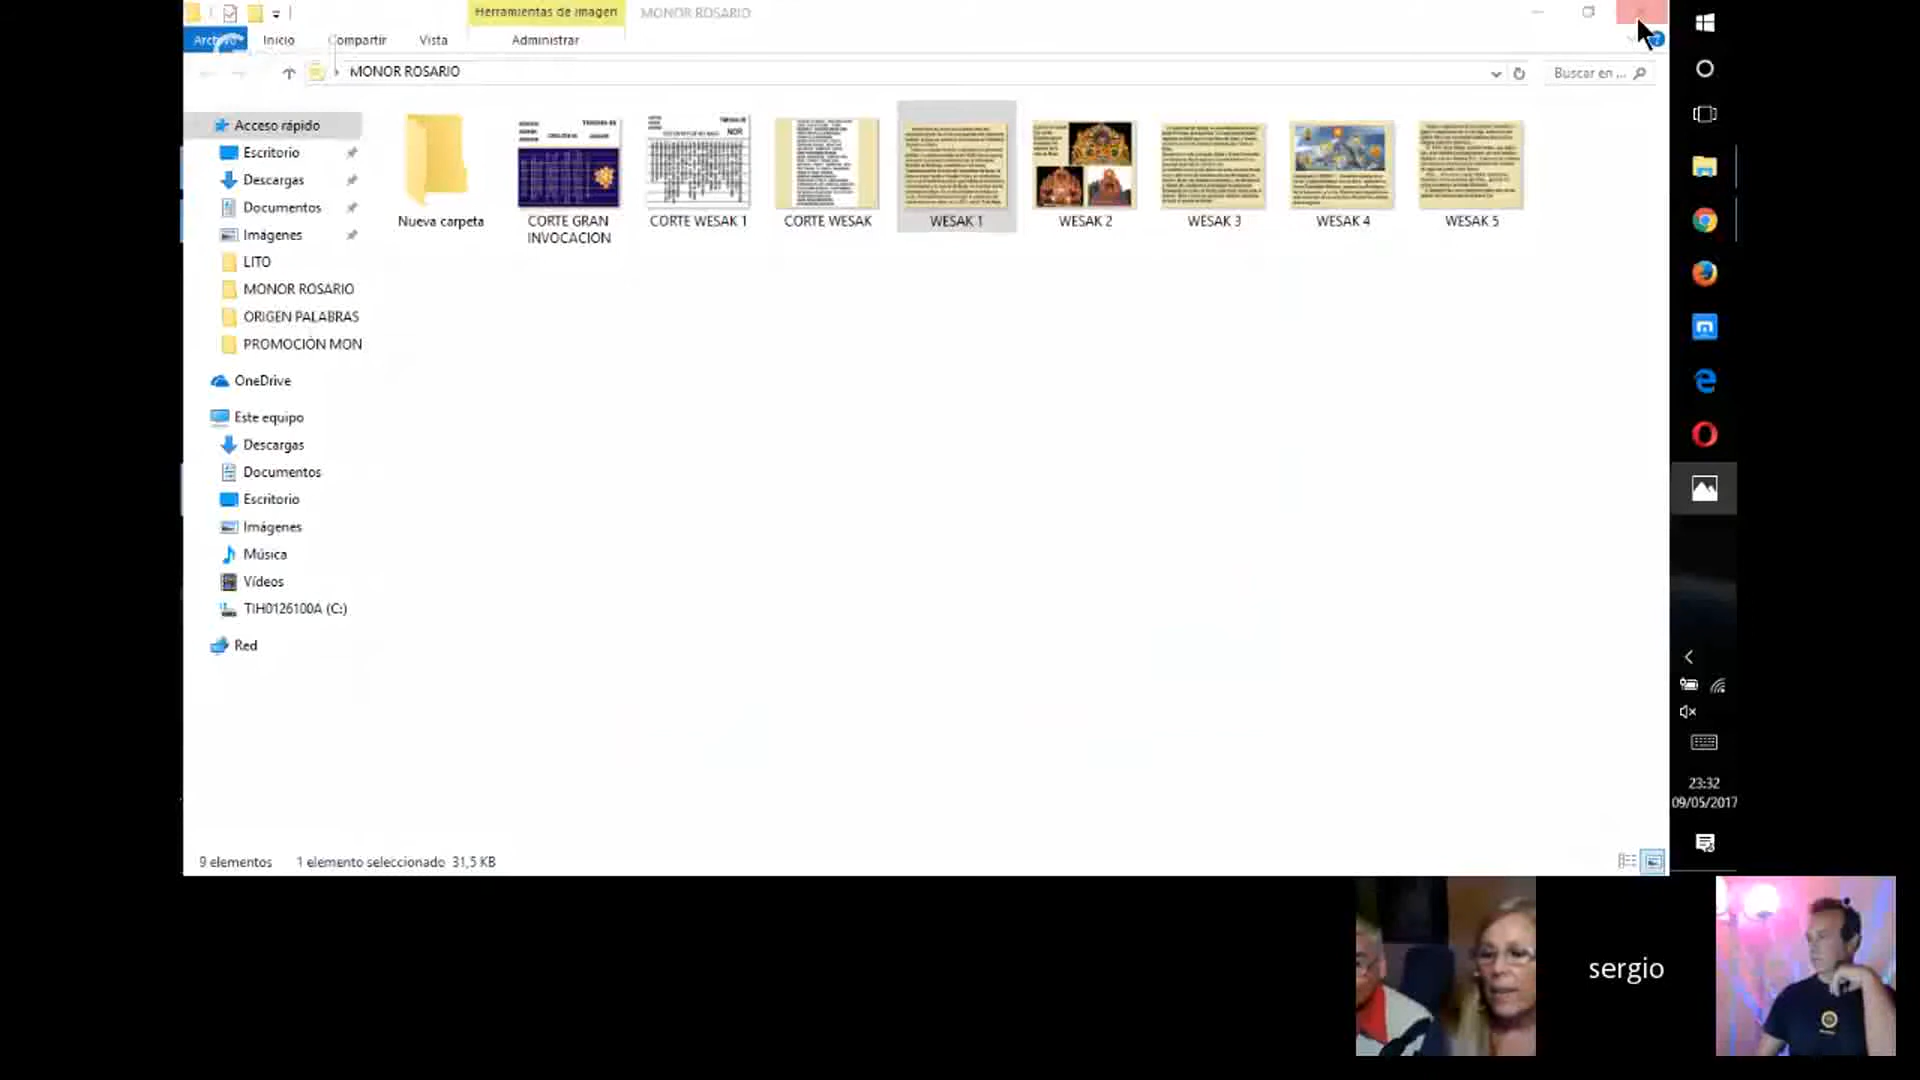 Herramientas de imagen MONOR ROSARIO
Archivo Inicio Compartir Vista Administrar
MONOR ROSARIO
Buscar en ...
Acceso rápido
Escritorio
Descargas
Documentos
Imágenes
LITO
MONOR ROSARIO
ORIGEN PALABRAS
PROMOCIÓN MON
OneDrive
Este equipo
Descargas
Documentos
Escritorio
Imágenes
Música
Vídeos
TIH0126100A (C:)
Red
Nueva carpeta
CORTE GRAN
INVOCACION
CORTE WESAK 1
CORTE WESAK
WESAK 1
WESAK 2
WESAK 3
WESAK 4
WESAK 5
9 elementos 1 elemento seleccionado 31,5 KB
23:32
09/05/2017
sergio